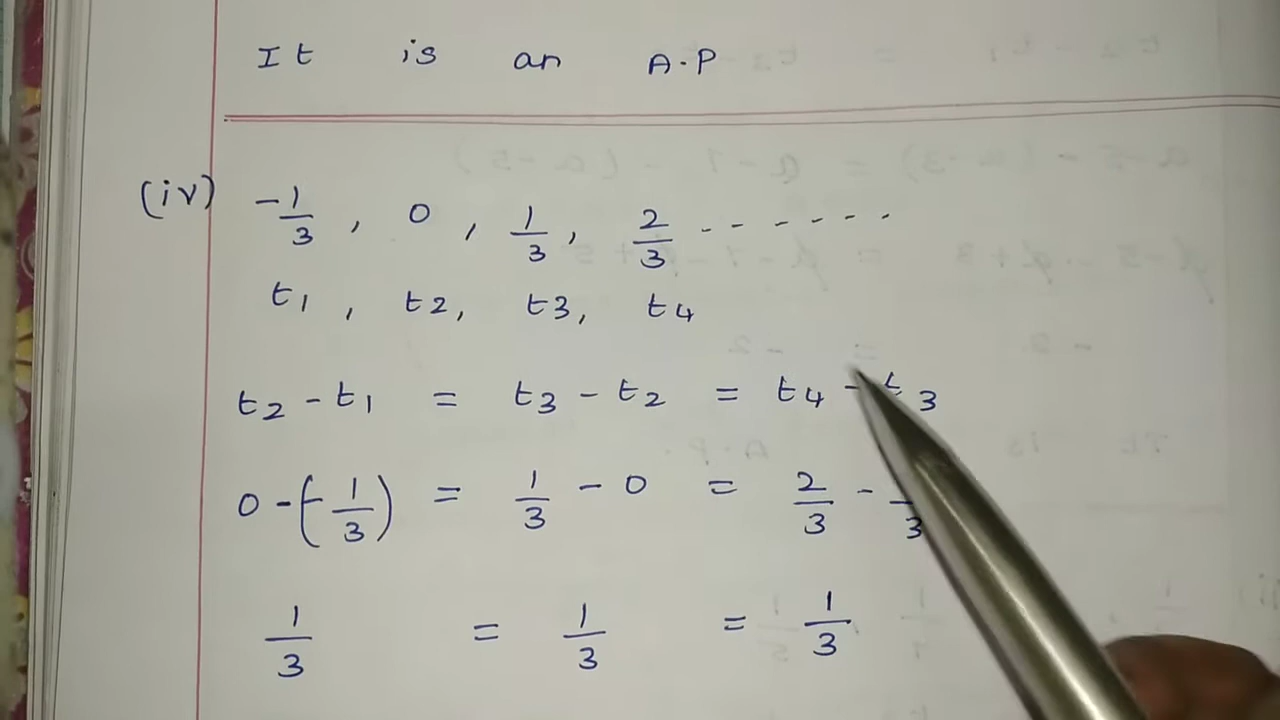 It is an A.P
(iv) -1/3 , 0 , 1/3 , 2/3 -------
t1 , t2, t3, t4
t2 - t1 = t3 - t2 = t4 - t3
0 - (-1/3) = 1/3 - 0 = 2/3 - /3
1/3 = 1/3 = 1/3